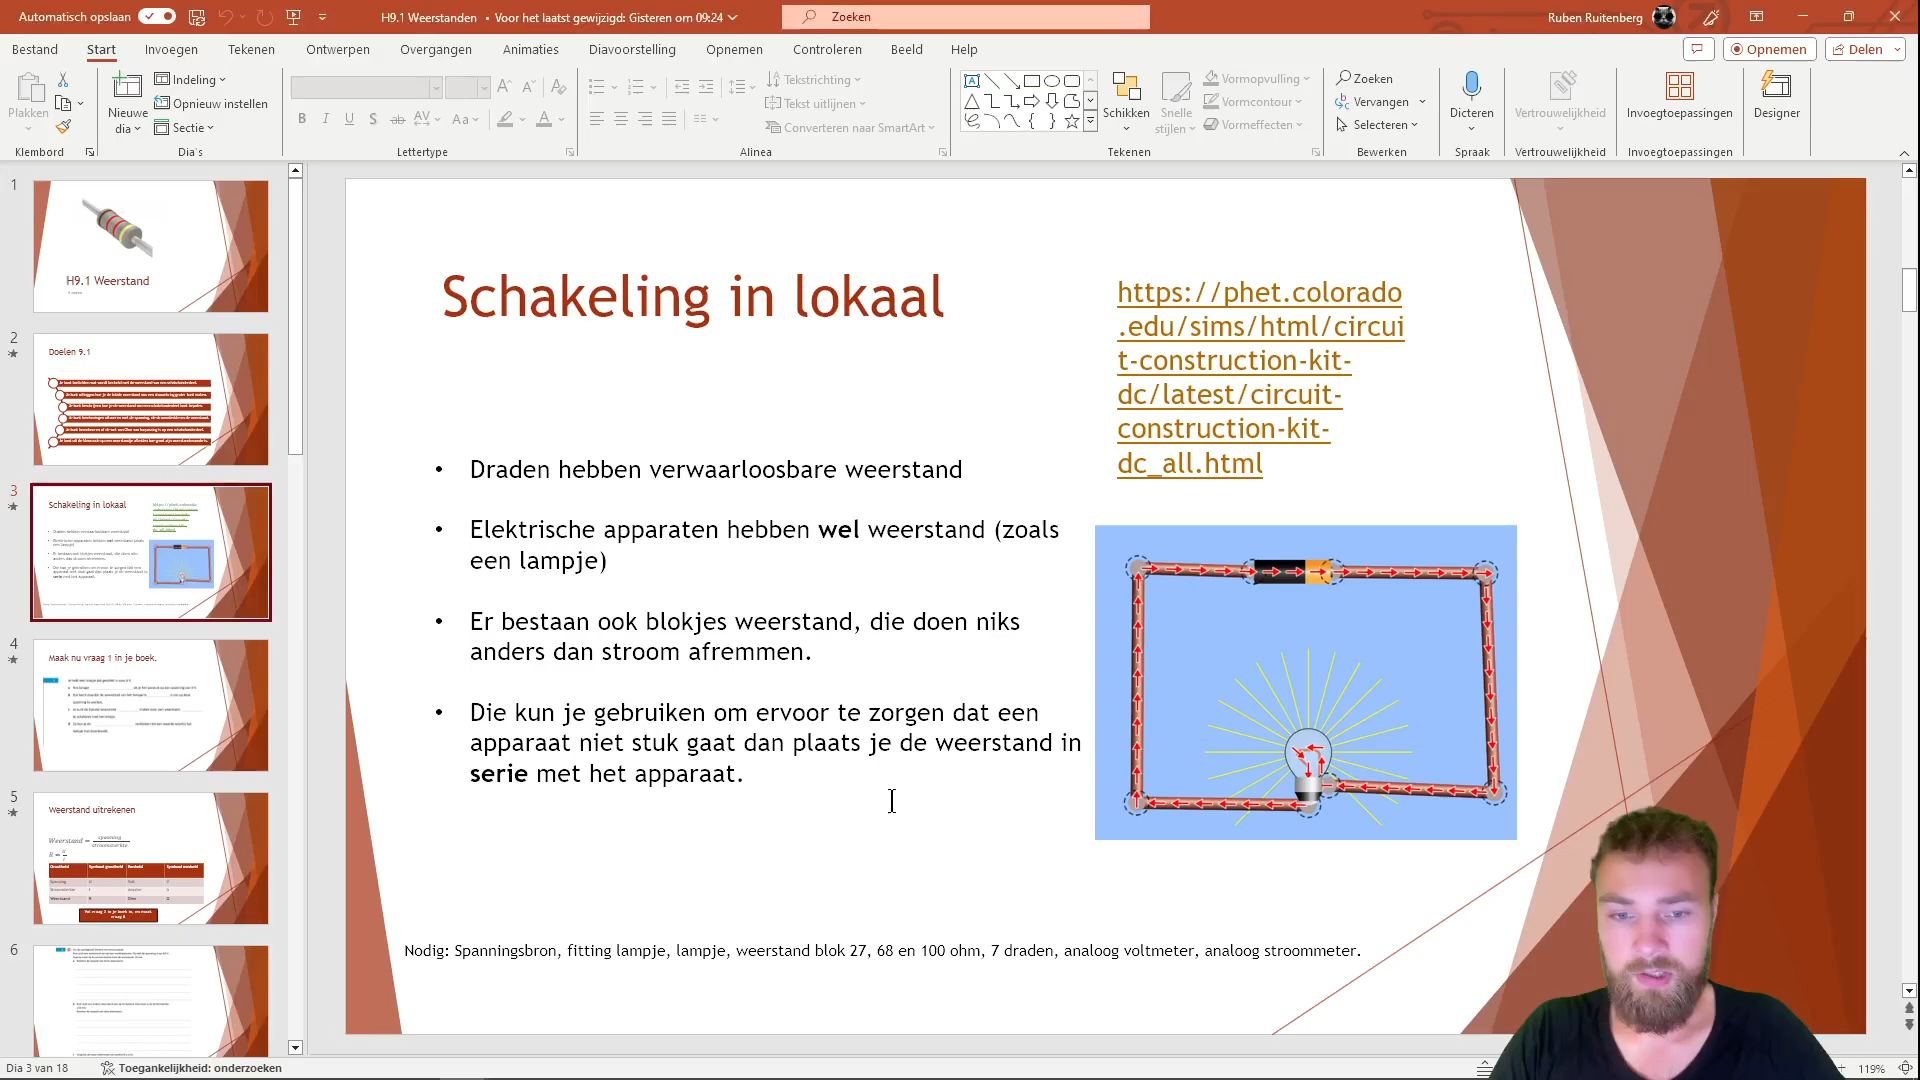 Automatisch opslaan
H9.1 Weerstanden • Voor het laatst gewijzigd: Gisteren om 09:24
Zoeken
Ruben Ruitenberg
Bestand Start Invoegen Tekenen Ontwerpen Overgangen Animaties Diavoorstelling Opnemen Controleren Beeld Help
Opnemen Delen
Plakken
Klembord
Nieuwe dia
Indeling
Opnieuw instellen
Sectie
Dia's
Lettertype
Tekstrichting
Tekst uitlijnen
Converteren naar SmartArt
Alinea
Schikken
Snelle stijlen
Vormopvulling
Vormcontour
Vormeffecten
Tekenen
Zoeken
Vervangen
Selecteren
Bewerken
Dicteren
Spraak
Vertrouwelijkheid
Vertrouwelijkheid
Invoegtoepassingen
Invoegtoepassingen
Designer
1
H9.1 Weerstand
2
Doelen 9.1
3
Schakeling in lokaal
4
Maak nu vraag 1 in je boek.
5
Weerstand uitrekenen
6
Schakeling in lokaal
https://phet.colorado
.edu/sims/html/circui
t-construction-kit-
dc/latest/circuit-
construction-kit-
dc_all.html
• Draden hebben verwaarloosbare weerstand
• Elektrische apparaten hebben wel weerstand (zoals
een lampje)
• Er bestaan ook blokjes weerstand, die doen niks
anders dan stroom afremmen.
• Die kun je gebruiken om ervoor te zorgen dat een
apparaat niet stuk gaat dan plaats je de weerstand in
serie met het apparaat.
Nodig: Spanningsbron, fitting lampje, lampje, weerstand blok 27, 68 en 100 ohm, 7 draden, analoog voltmeter, analoog stroommeter.
Dia 3 van 18
Toegankelijkheid: onderzoeken
119%